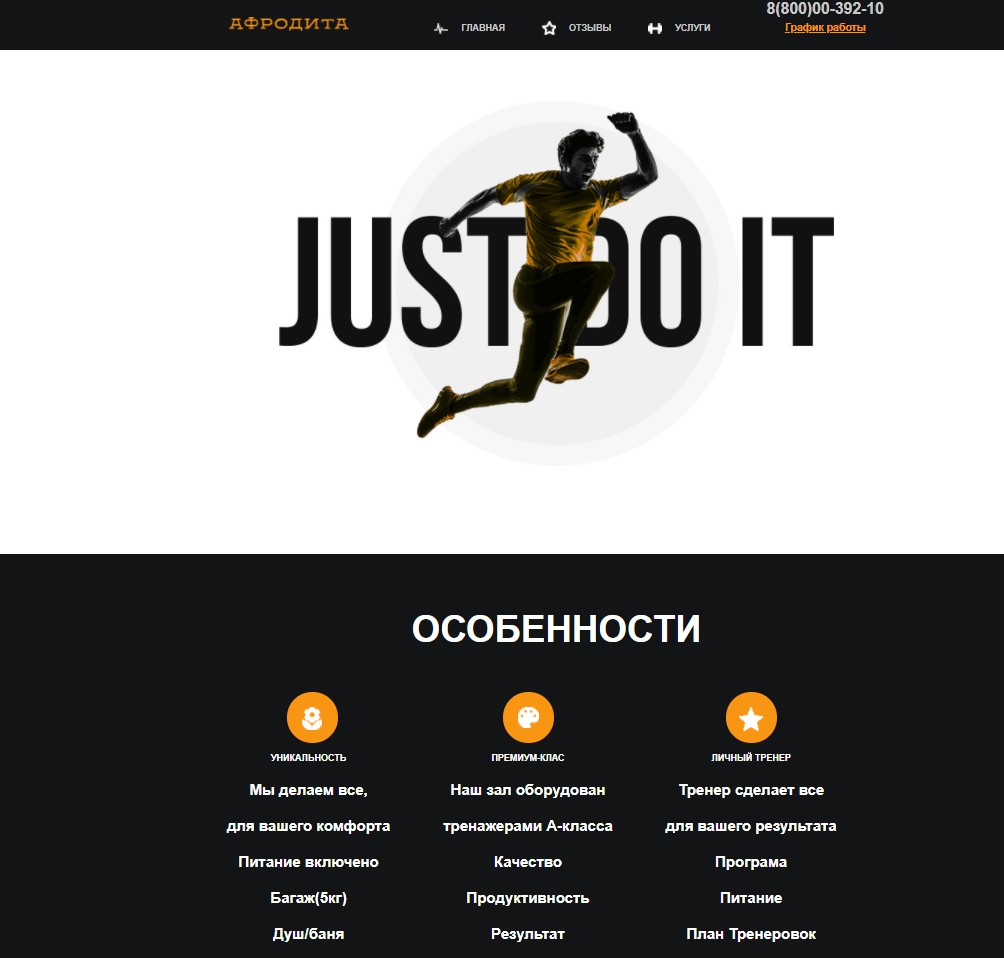 АФРОДИТА
ГЛАВНАЯ
ОТЗЫВЫ
УСЛУГИ
8(800)00-392-10
График работы
JUST DO IT
ОСОБЕННОСТИ
УНИКАЛЬНОСТЬ
Мы делаем все,
для вашего комфорта
Питание включено
Багаж(5кг)
Душ/баня
ПРЕМИУМ-КЛАС
Наш зал оборудован
тренажерами А-класса
Качество
Продуктивность
Результат
ЛИЧНЫЙ ТРЕНЕР
Тренер сделает все
для вашего результата
Програма
Питание
План Тренеровок